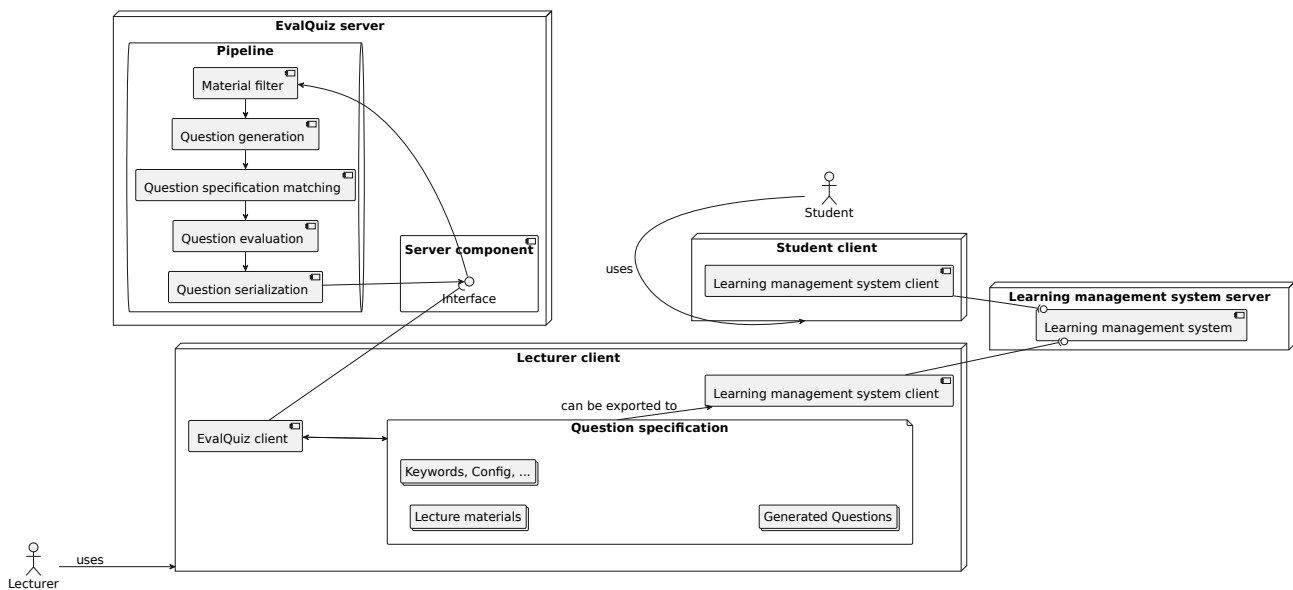 EvalQuiz server
Pipeline
Material filter
Question generation
Question specification matching
Question evaluation
Question serialization
Server component
Interface
Student
uses
Student client
Learning management system client
Learning management system server
Learning management system
Lecturer client
Learning management system client
can be exported to
EvalQuiz client
Question specification
Keywords, Config, ...
Lecture materials
Generated Questions
uses
Lecturer